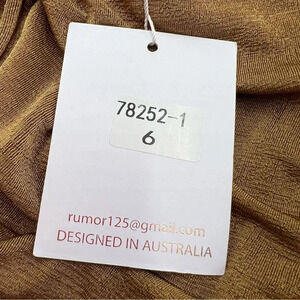 78252-1
6
rumor125@gmail.com
DESIGNED IN AUSTRALIA